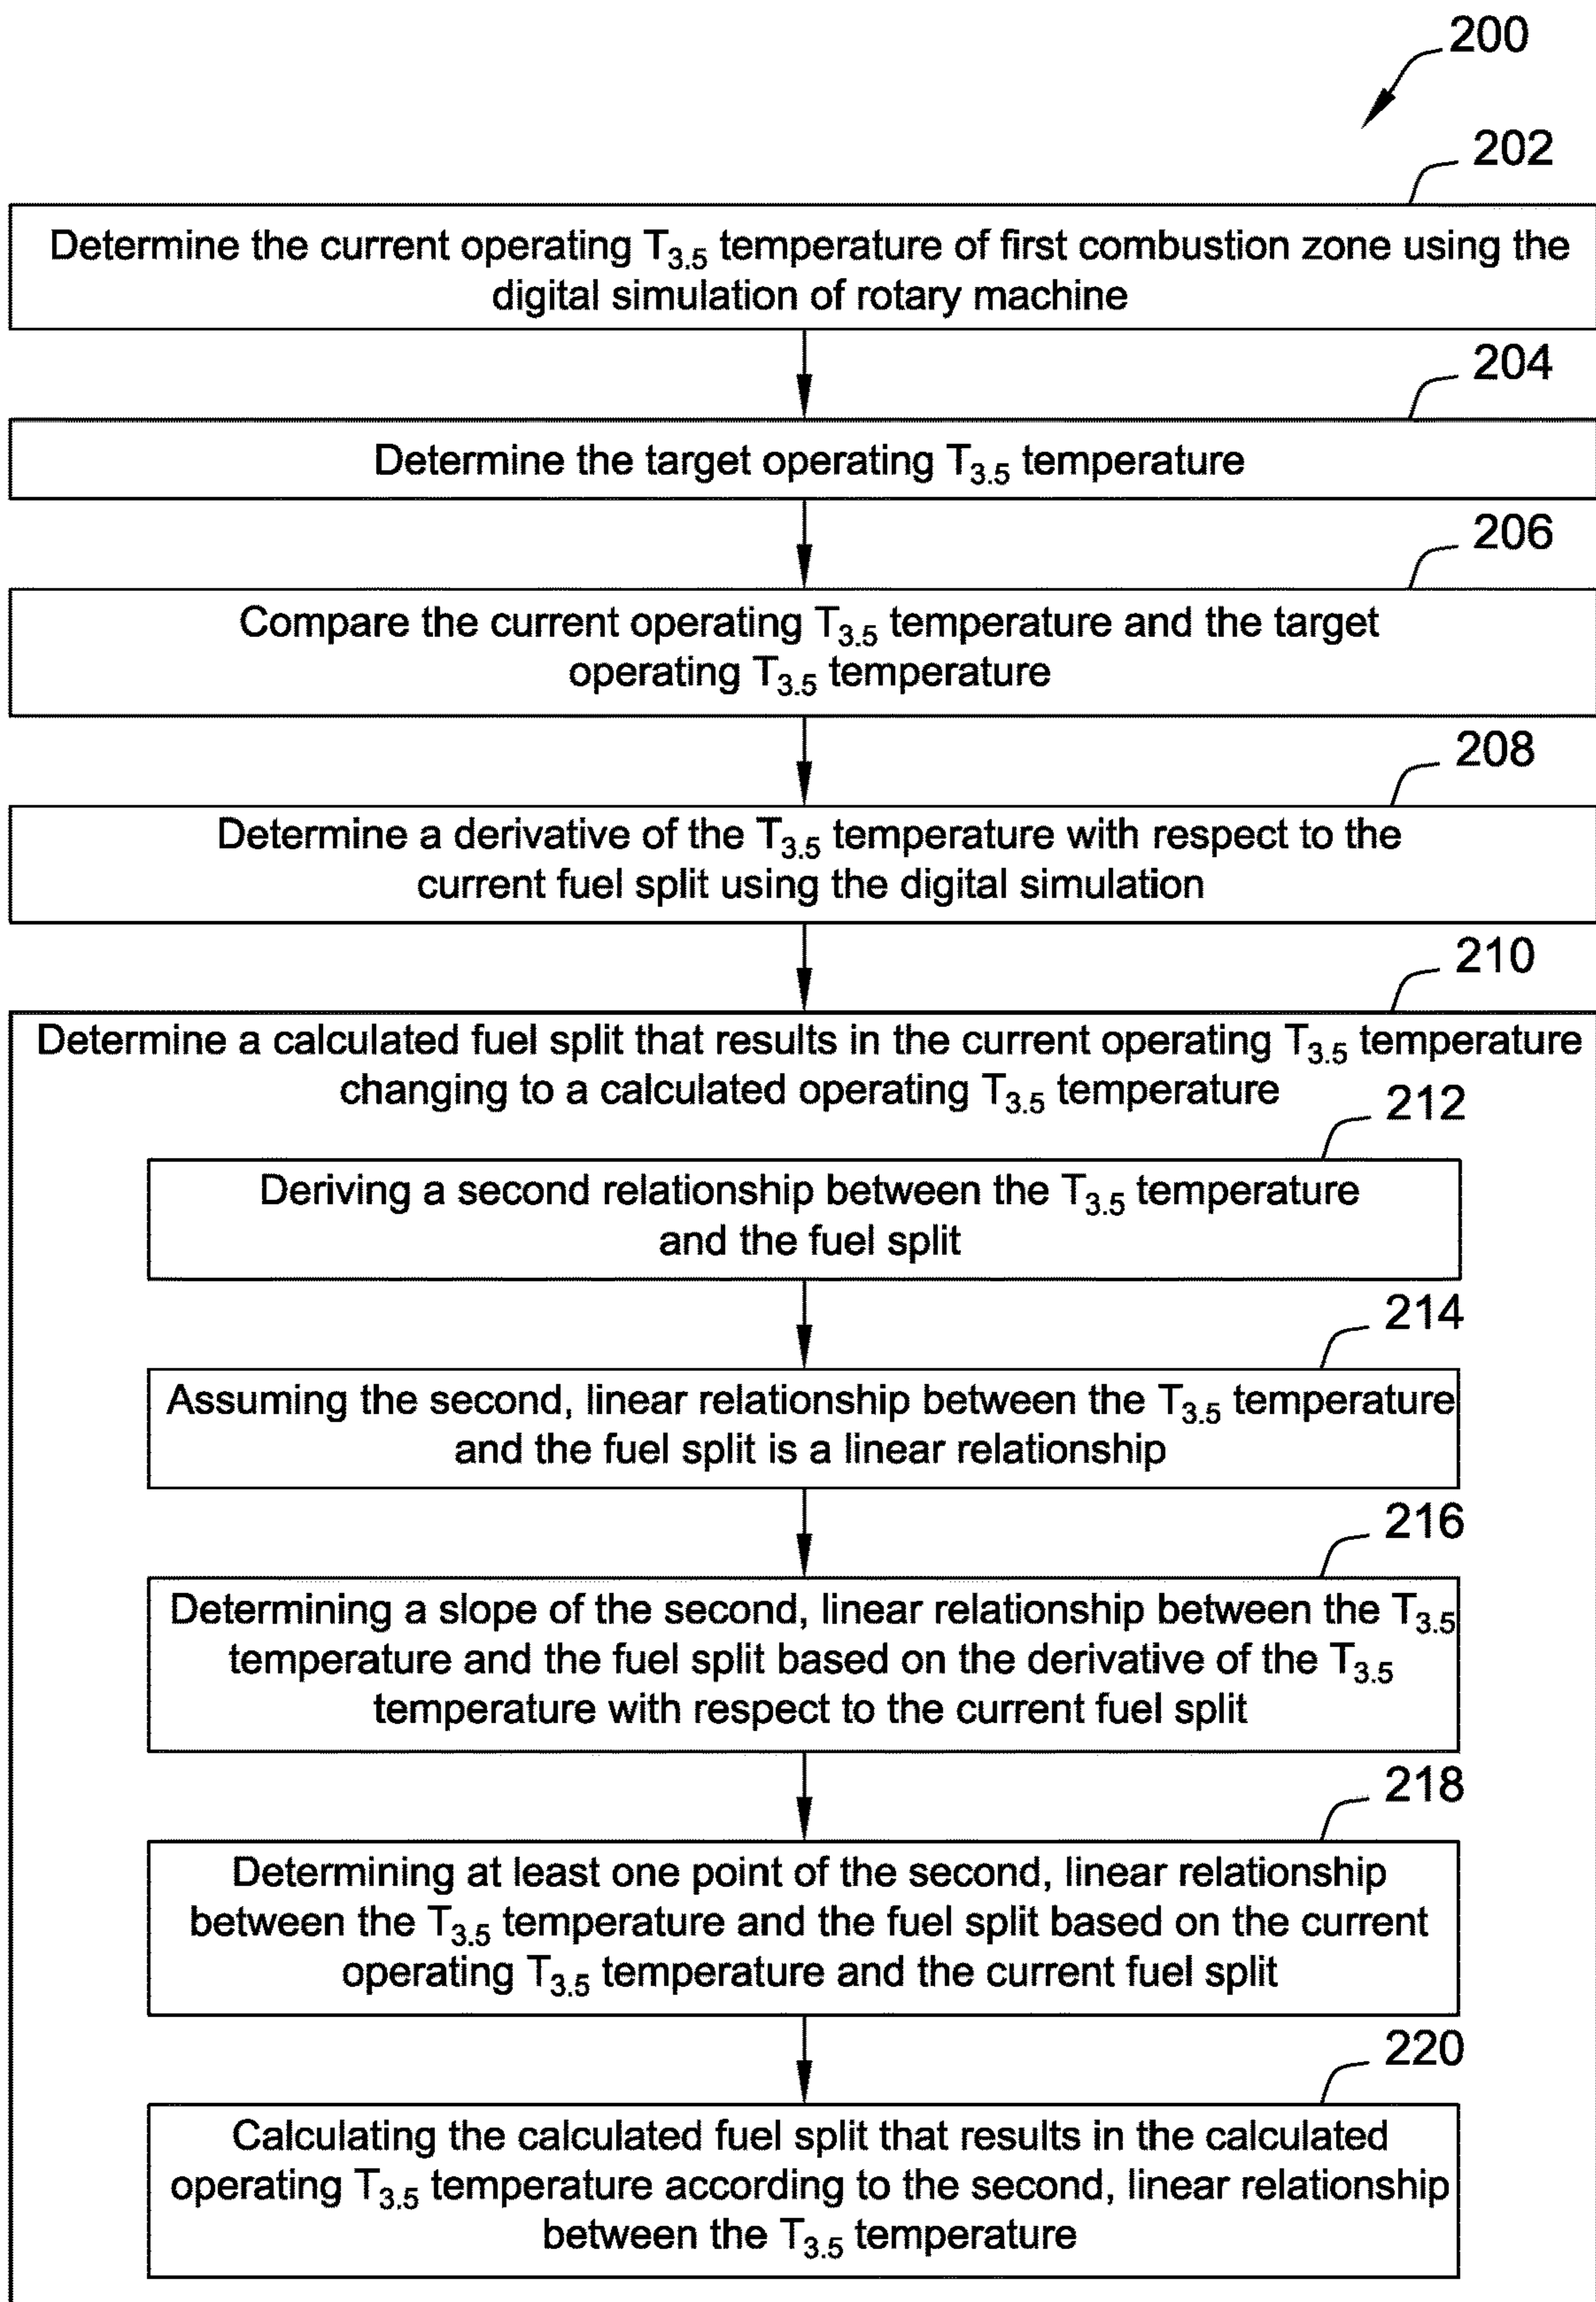 200
202
Determine the current operating T3.5 temperature of first combustion zone using the
digital simulation of rotary machine
204
Determine the target operating T3.5 temperature
206
Compare the current operating T3.5 temperature and the target
operating T3.5 temperature
208
Determine a derivative of the T3.5 temperature with respect to the
current fuel split using the digital simulation
210
Determine a calculated fuel split that results in the current operating T3.5 temperature
changing to a calculated operating T3.5 temperature
212
Deriving a second relationship between the T3.5 temperature
and the fuel split
214
Assuming the second, linear relationship between the T3.5 temperature
and the fuel split is a linear relationship
216
Determining a slope of the second, linear relationship between the T3.5
temperature and the fuel split based on the derivative of the T3.5
temperature with respect to the current fuel split
218
Determining at least one point of the second, linear relationship
between the T3.5 temperature and the fuel split based on the current
operating T3.5 temperature and the current fuel split
220
Calculating the calculated fuel split that results in the calculated
operating T3.5 temperature according to the second, linear relationship
between the T3.5 temperature